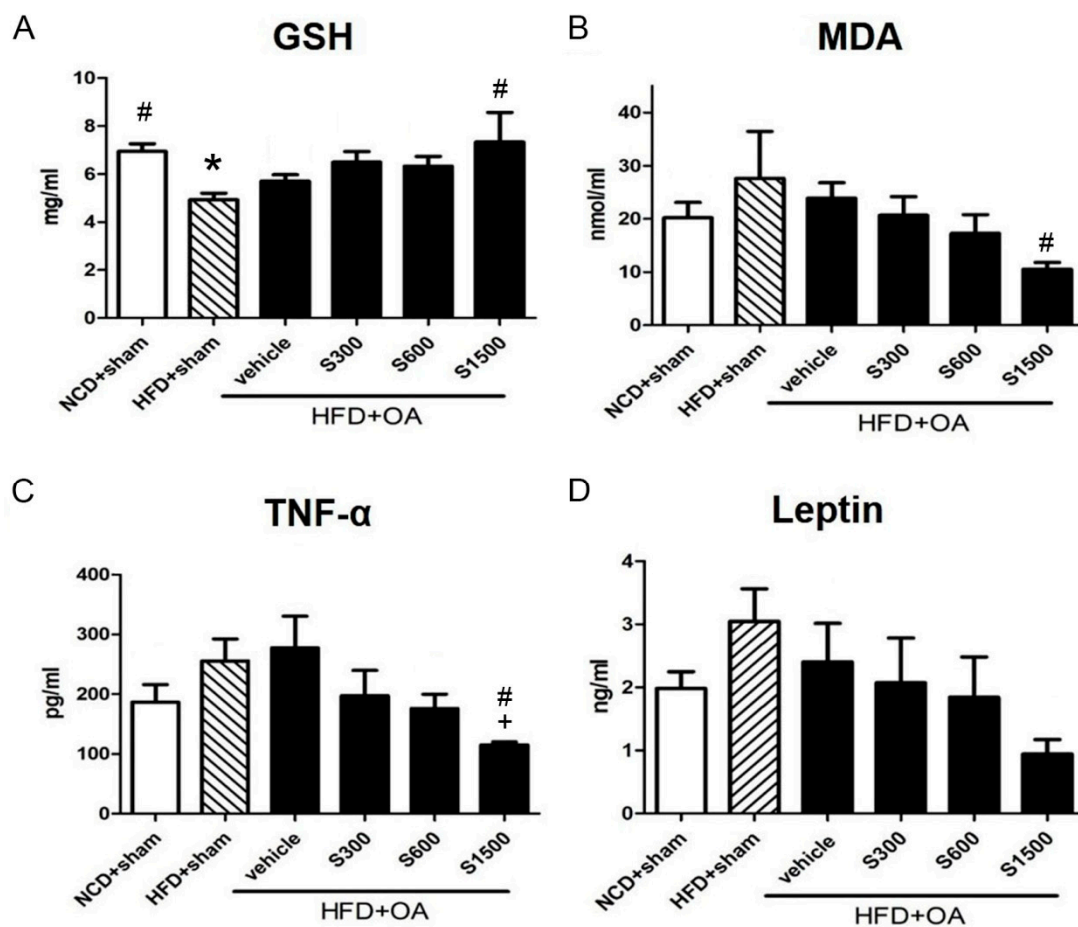 A
GSH
mg/ml
10
8
6
4
2
0
#
*
#
NCD+sham
HFD+sham
vehicle
S300
S600
S1500
HFD+OA
B
MDA
nmol/ml
40
30
20
10
0
#
NCD+sham
HFD+sham
vehicle
S300
S600
S1500
HFD+OA
C
TNF-α
pg/ml
400
300
200
100
0
#
+
NCD+sham
HFD+sham
vehicle
S300
S600
S1500
HFD+OA
D
Leptin
ng/ml
4
3
2
1
0
NCD+sham
HFD+sham
vehicle
S300
S600
S1500
HFD+OA